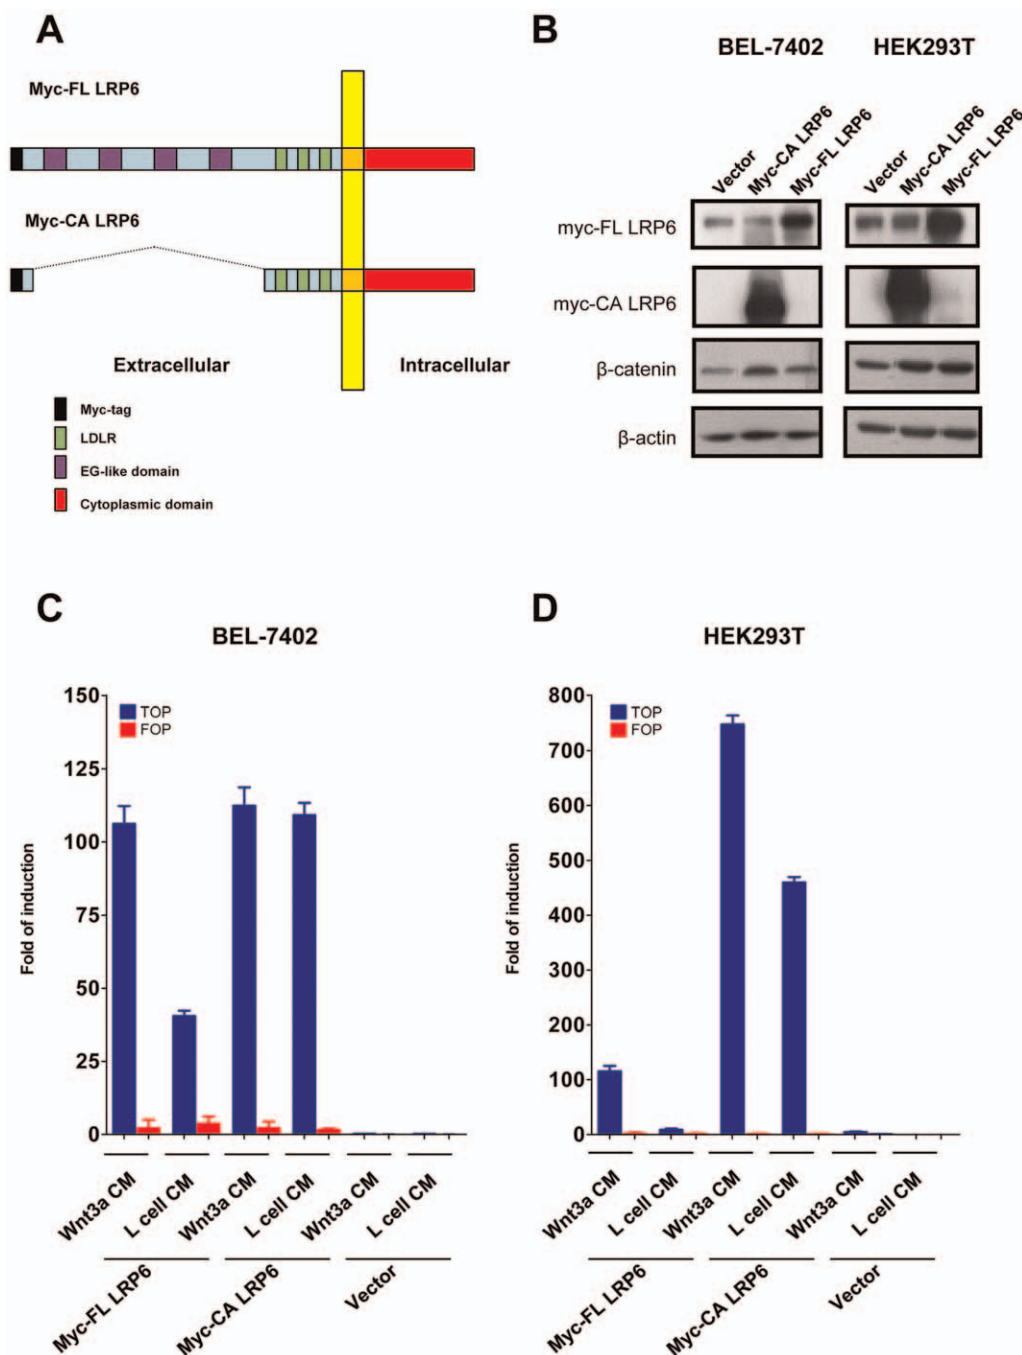 A
Myc-FL LRP6
Myc-CA LRP6
Extracellular
Intracellular
Myc-tag
LDLR
EG-like domain
Cytoplasmic domain
B
BEL-7402
HEK293T
Vector
Myc-CA LRP6
Myc-FL LRP6
Vector
Myc-CA LRP6
Myc-FL LRP6
myc-FL LRP6
myc-CA LRP6
β-catenin
β-actin
C
BEL-7402
Fold of induction
150
125
100
75
50
25
0
TOP
FOP
Wnt3a CM
L cell CM
Wnt3a CM
L cell CM
Wnt3a CM
L cell CM
Myc-FL LRP6
Myc-CA LRP6
Vector
D
HEK293T
Fold of induction
800
700
600
500
400
300
200
100
0
TOP
FOP
Wnt3a CM
L cell CM
Wnt3a CM
L cell CM
Wnt3a CM
L cell CM
Myc-FL LRP6
Myc-CA LRP6
Vector